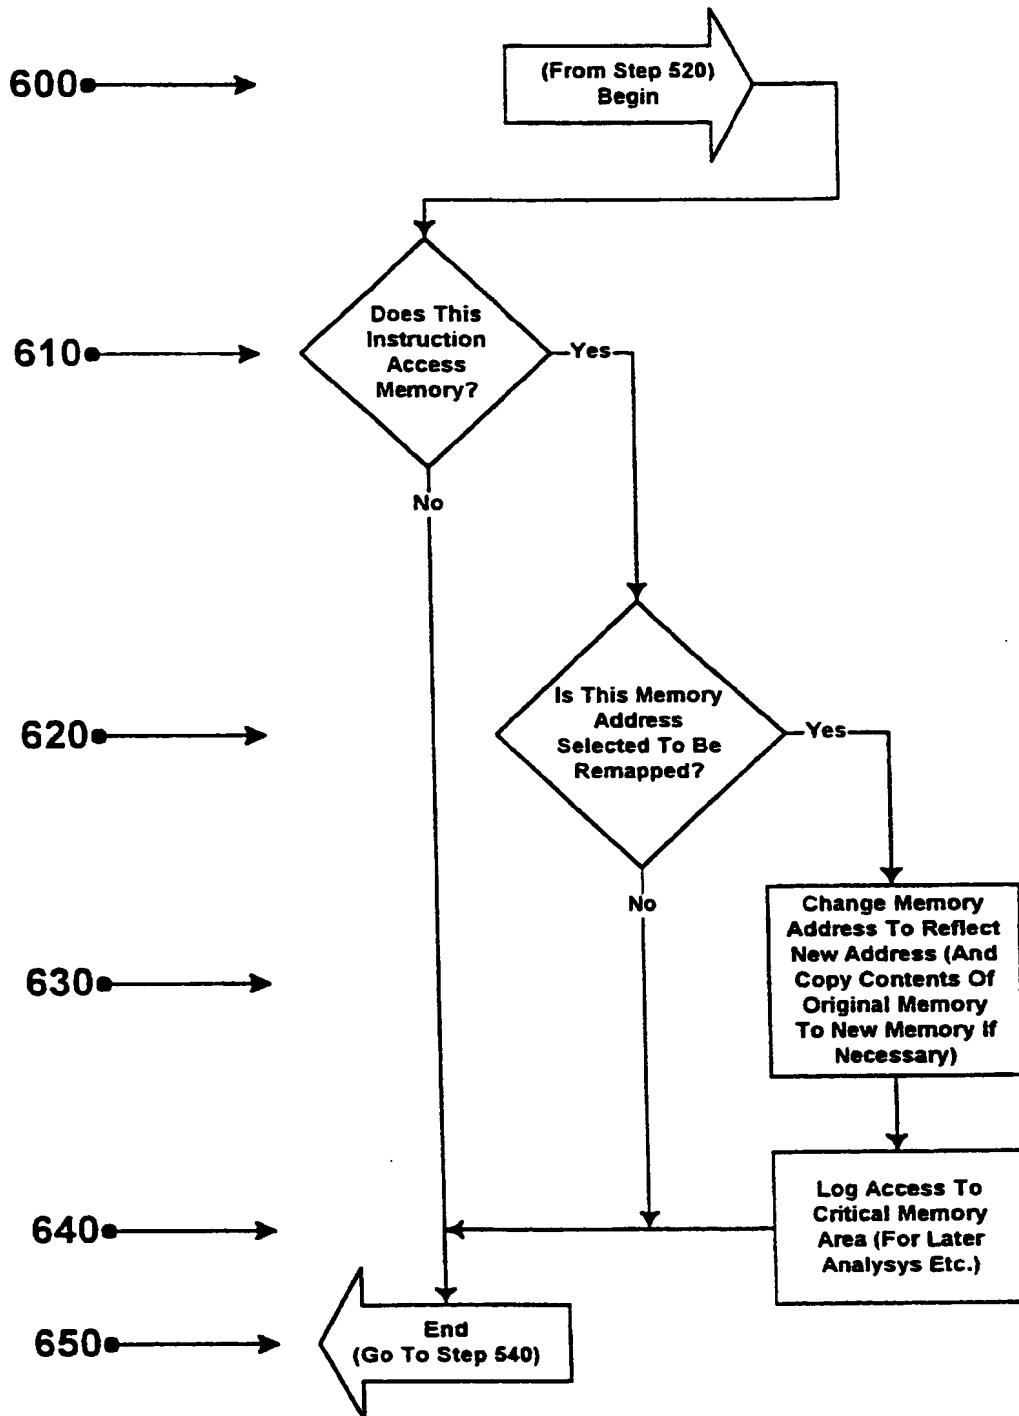 600
(From Step 520)
Begin
610
Does This
Instruction
Access
Memory?
Yes
No
620
Is This Memory
Address
Selected To Be
Remapped?
Yes
No
630
Change Memory
Address To Reflect
New Address (And
Copy Contents Of
Original Memory
To New Memory If
Necessary)
640
Log Access To
Critical Memory
Area (For Later
Analysys Etc.)
650
End
(Go To Step 540)